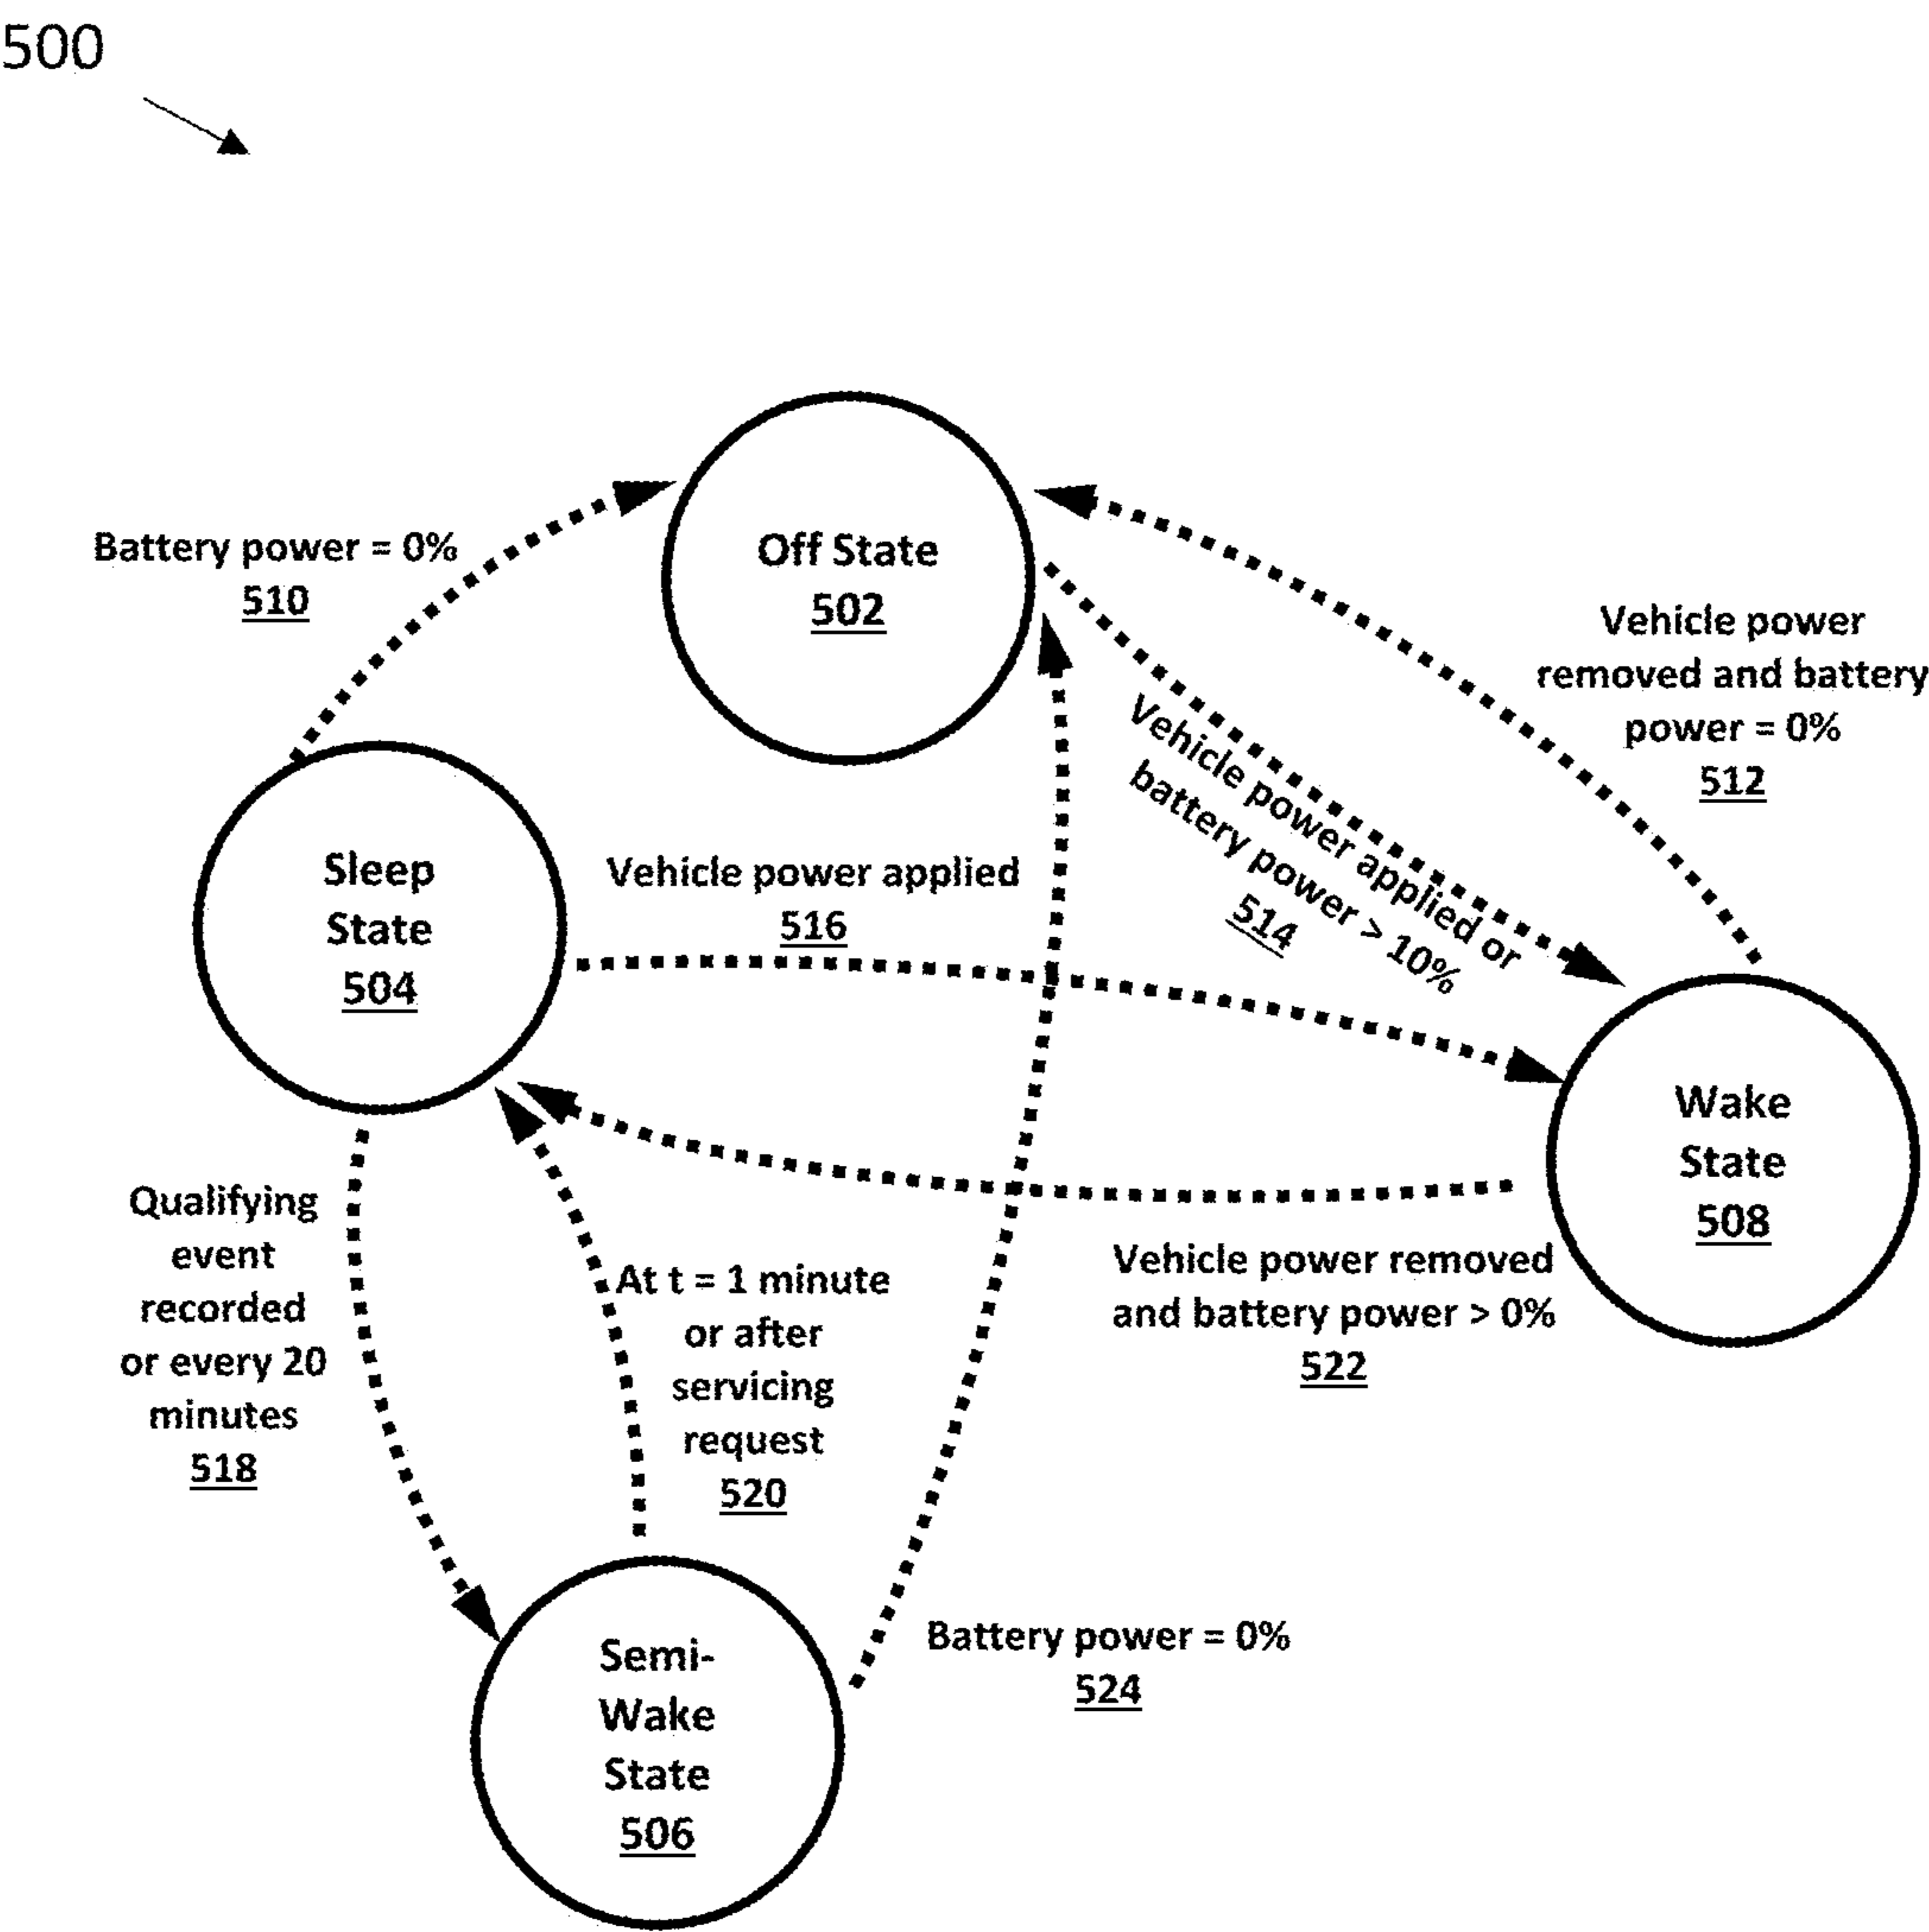 500
Off State
502
Battery power = 0%
510
Vehicle power
removed and battery
power = 0%
512
Vehicle power applied or
battery power > 10%
514
Sleep
State
504
Vehicle power applied
516
Wake
State
508
Qualifying
event
recorded
or every 20
minutes
518
At t = 1 minute
or after
servicing
request
520
Vehicle power removed
and battery power > 0%
522
Battery power = 0%
524
Semi-
Wake
State
506